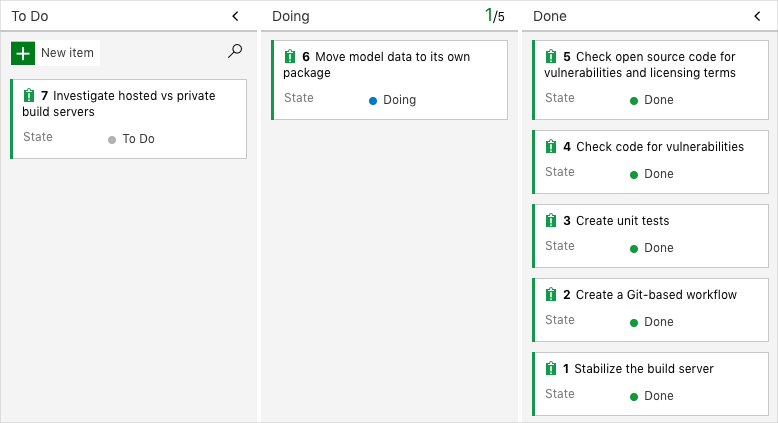 To Do
New item
7 Investigate hosted vs private
build servers
State To Do
Doing 1/5
6 Move model data to its own
package
State Doing
Done
5 Check open source code for
vulnerabilities and licensing terms
State Done
4 Check code for vulnerabilities
State Done
3 Create unit tests
State Done
2 Create a Git-based workflow
State Done
1 Stabilize the build server
State Done